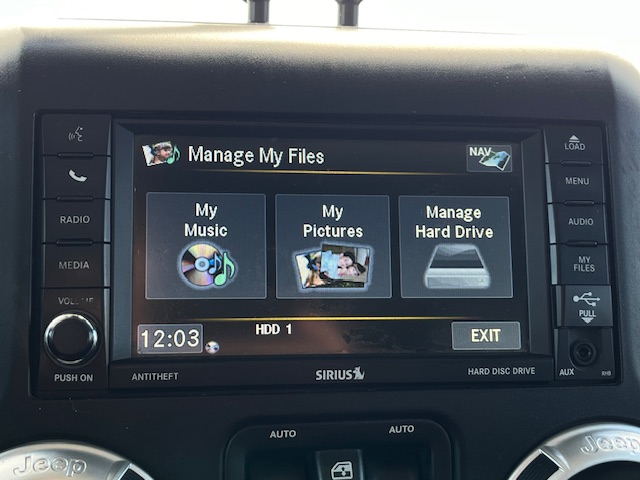 Manage My Files
NAV
My
Music
My
Pictures
Manage
Hard Drive
12:03
HDD 1
EXIT
RADIO
MEDIA
VOLUME
PUSH ON
LOAD
MENU
AUDIO
MY
FILES
PULL
AUX
RHB
ANTITHEFT
SIRIUS
HARD DISC DRIVE
AUTO
AUTO
Jeep
Jeep